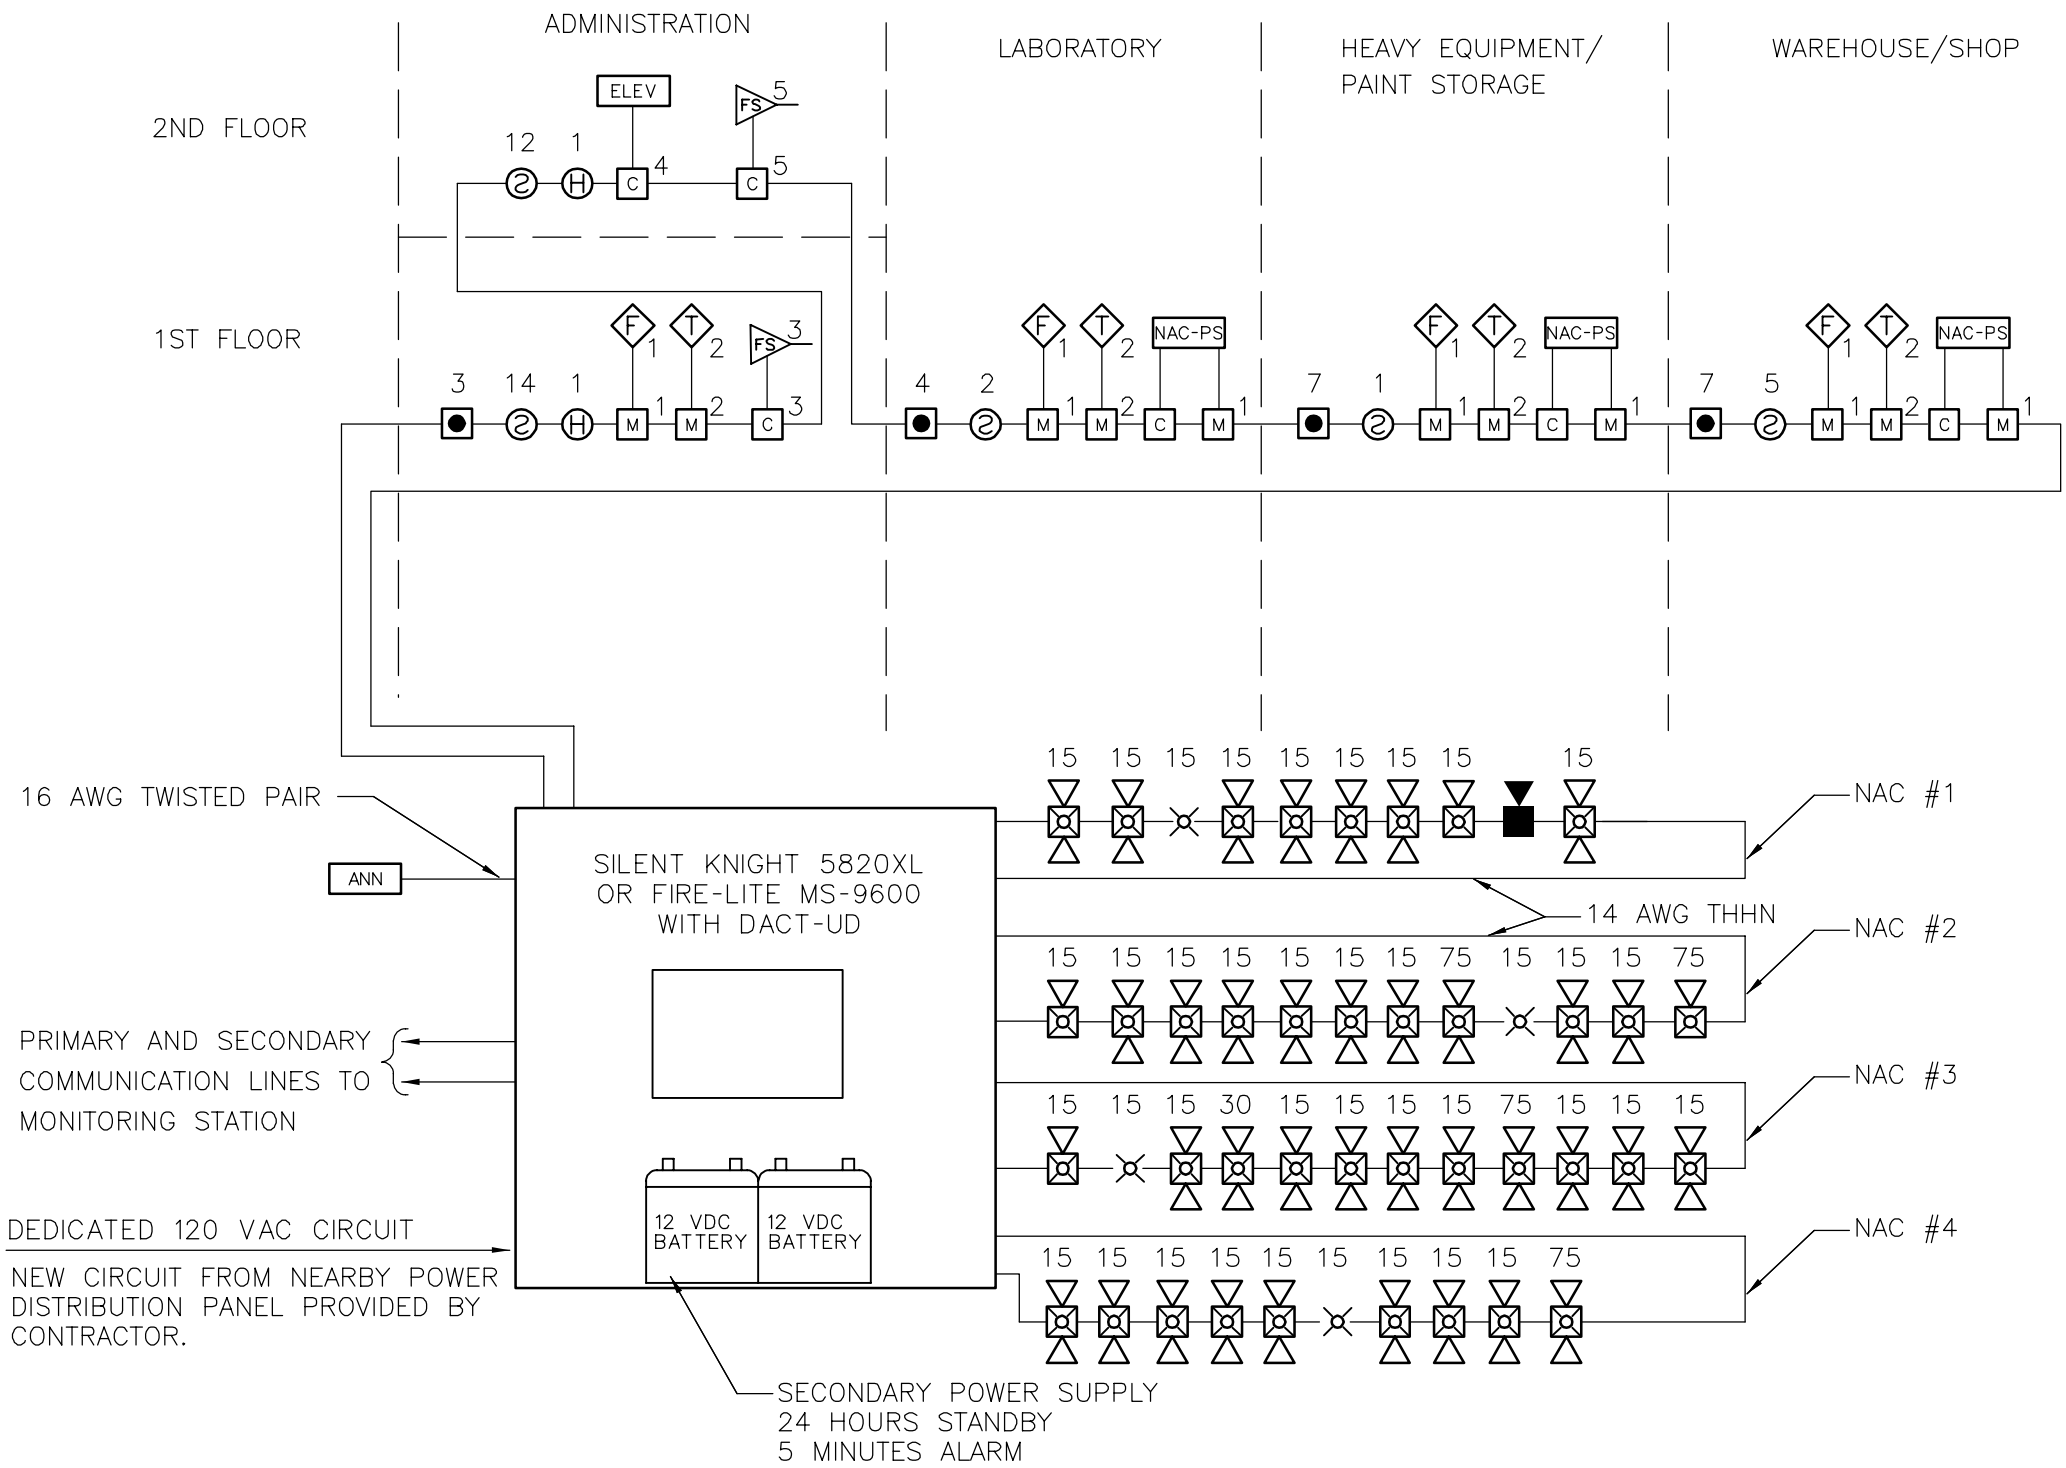 ADMINISTRATION
LABORATORY
HEAVY EQUIPMENT/
PAINT STORAGE
WAREHOUSE/SHOP
2ND FLOOR
ELEV
FS 5
12 1 4 5
S H C C
1ST FLOOR
F 1 T 2 FS 3
3 14 1 1 2 3
S H M M C
F 1 T 2 NAC-PS
4 2 1 2 1
S M M C M
F 1 T 2 NAC-PS
7 1 1 2 1
S M M C M
F 1 T 2 NAC-PS
7 5 1 2 1
S M M C M
16 AWG TWISTED PAIR
ANN
SILENT KNIGHT 5820XL
OR FIRE-LITE MS-9600
WITH DACT-UD
15 15 15 15 15 15 15 15 15
NAC #1
14 AWG THHN
15 15 15 15 15 15 15 75 15 15 15 75
NAC #2
PRIMARY AND SECONDARY
COMMUNICATION LINES TO
MONITORING STATION
15 15 15 30 15 15 15 15 75 15 15 15
NAC #3
12 VDC
BATTERY
12 VDC
BATTERY
DEDICATED 120 VAC CIRCUIT
NEW CIRCUIT FROM NEARBY POWER
DISTRIBUTION PANEL PROVIDED BY
CONTRACTOR.
15 15 15 15 15 15 15 15 15 75
NAC #4
SECONDARY POWER SUPPLY
24 HOURS STANDBY
5 MINUTES ALARM